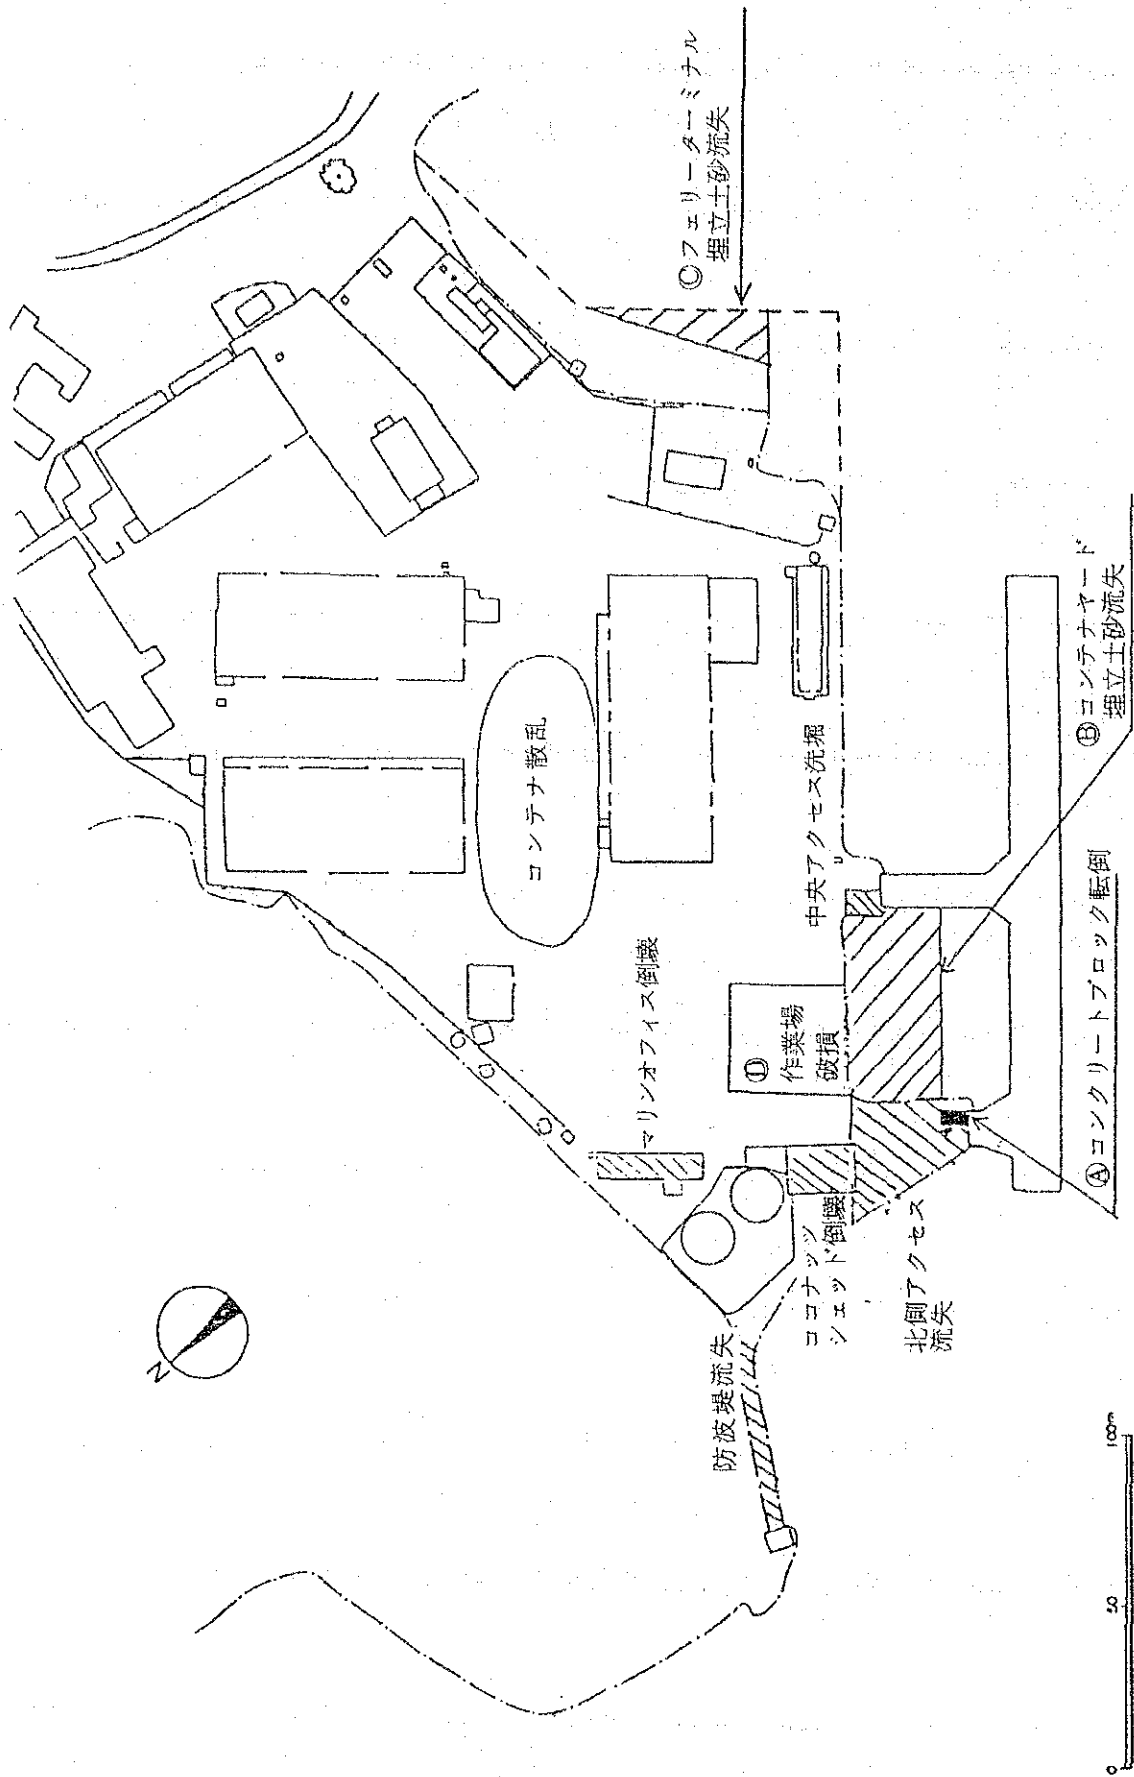 Ⓒフェリーターミナル
埋立土砂流失
コンテナ散乱
中央アクセス洗堀
Ⓑコンテナヤード
埋立土砂流失
マリンオフィス倒壊
Ⓓ
作業場
破損
Ⓐコンクリートブロック転倒
ココナッツ
シェッド倒壊
北側アクセス
流失
防波堤流失
N
0
50
100m